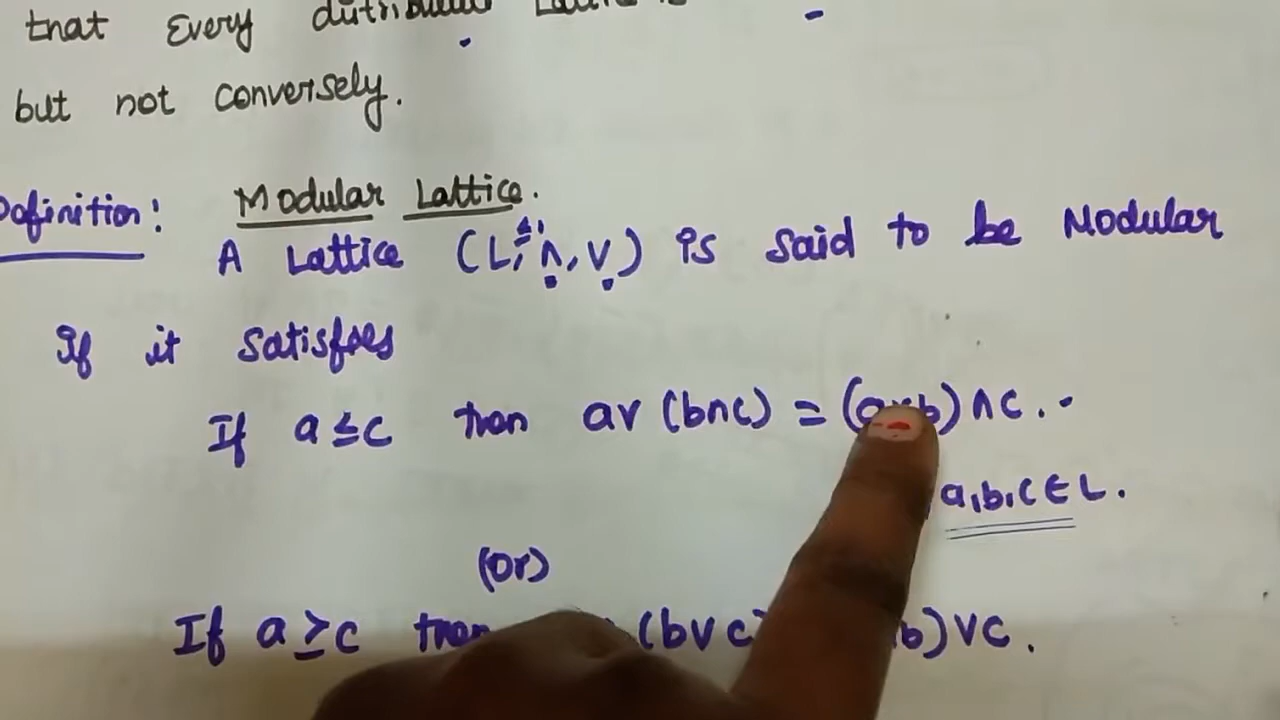 that Every
but not conversely.
Definition: Modular Lattice.
A Lattice (L, ≤, ∧, ∨) is said to be Modular
If it satisfies
If a ≤ c then a∨(b∧c) = (a∨b)∧c.
a,b,c ∈ L.
(or)
If a ≥ c then (b∨c) b)∨c.